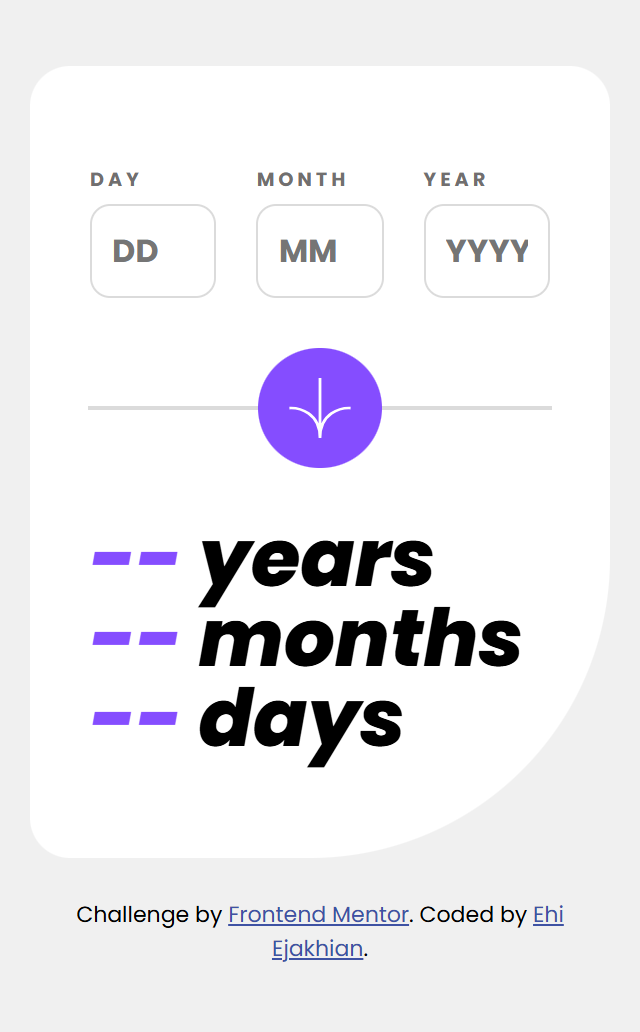 DAY MONTH YEAR
DD MM YYYY
-- years
-- months
-- days
Challenge by Frontend Mentor. Coded by Ehi
Ejakhian.